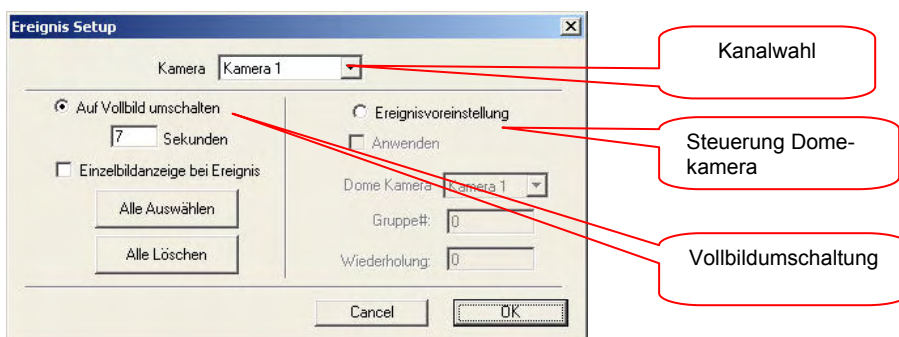 Ereignis Setup
Kamera Kamera 1
Auf Vollbild umschalten
7 Sekunden
Einzelbildanzeige bei Ereignis
Alle Auswählen
Alle Löschen
Ereignisvoreinstellung
Anwenden
Dome Kamera Kamera 1
Gruppe#: 0
Wiederholung: 0
Cancel OK
Kanalwahl
Steuerung Dome-
kamera
Vollbildumschaltung